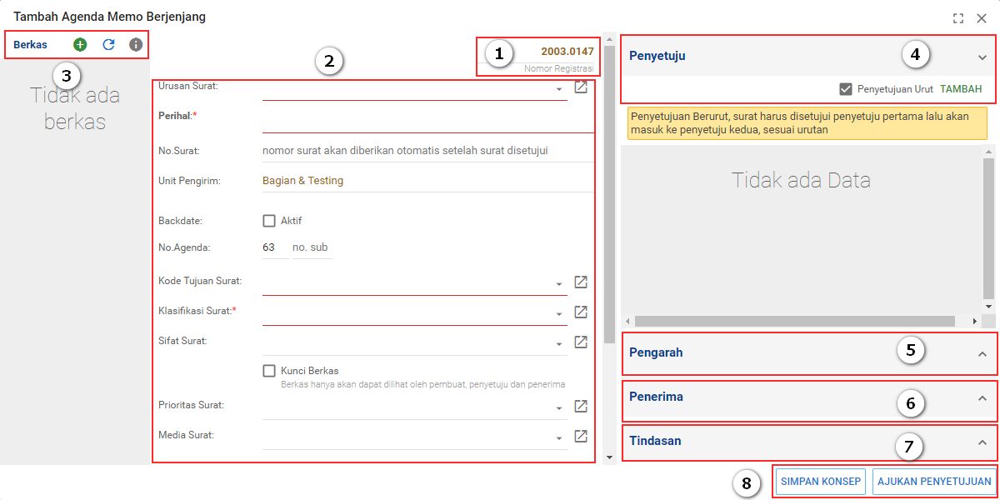 Tambah Agenda Memo Berjenjang
Berkas
3
Tidak ada
berkas
2
1
2003.0147
Nomor Registrasi
Urusan Surat:
Perihal:*
No.Surat: nomor surat akan diberikan otomatis setelah surat disetujui
Unit Pengirim: Bagian & Testing
Backdate: Aktif
No.Agenda: 63 no. sub
Kode Tujuan Surat:
Klasifikasi Surat:*
Sifat Surat:
Kunci Berkas
Berkas hanya akan dapat dilihat oleh pembuat, penyetuju dan penerima
Prioritas Surat:
Media Surat:
Penyetuju 4
Penyetujuan Urut TAMBAH
Penyetujuan Berurut, surat harus disetujui penyetuju pertama lalu akan
masuk ke penyetuju kedua, sesuai urutan
Tidak ada Data
Pengarah 5
Penerima 6
Tindasan 7
8 SIMPAN KONSEP AJUKAN PENYETUJUAN